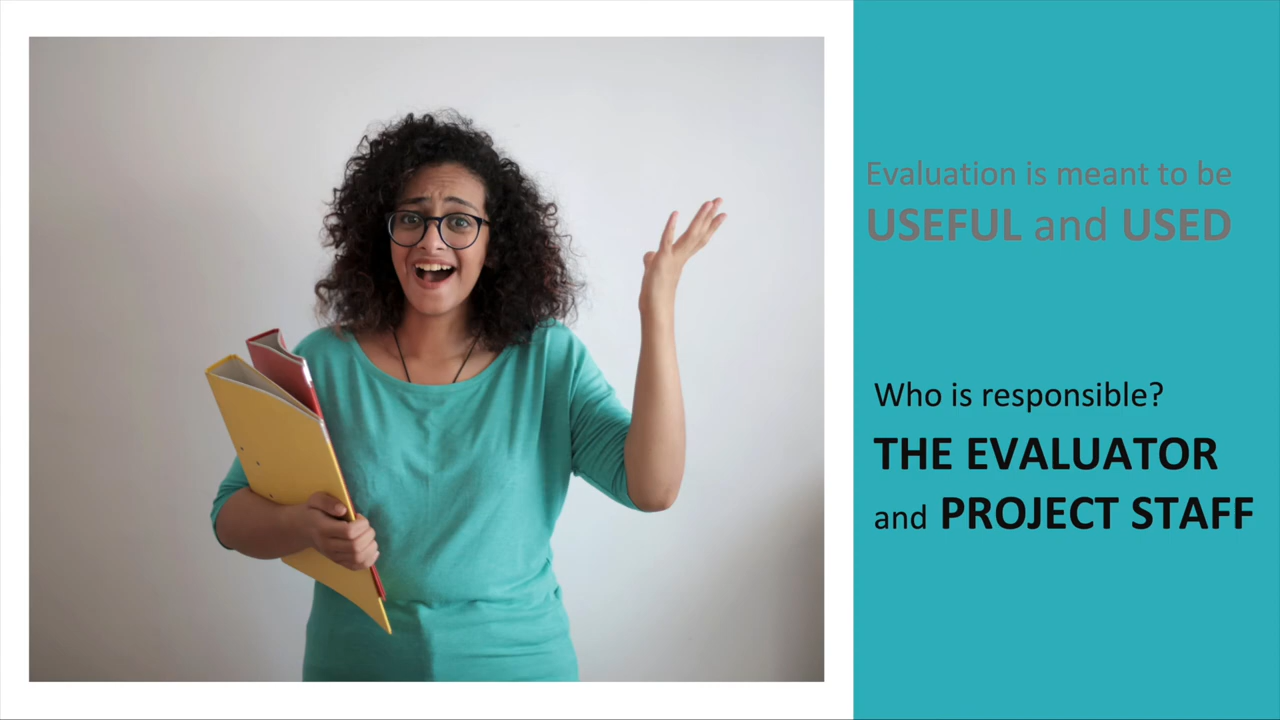 Evaluation is meant to be
USEFUL and USED
Who is responsible?
THE EVALUATOR
and PROJECT STAFF